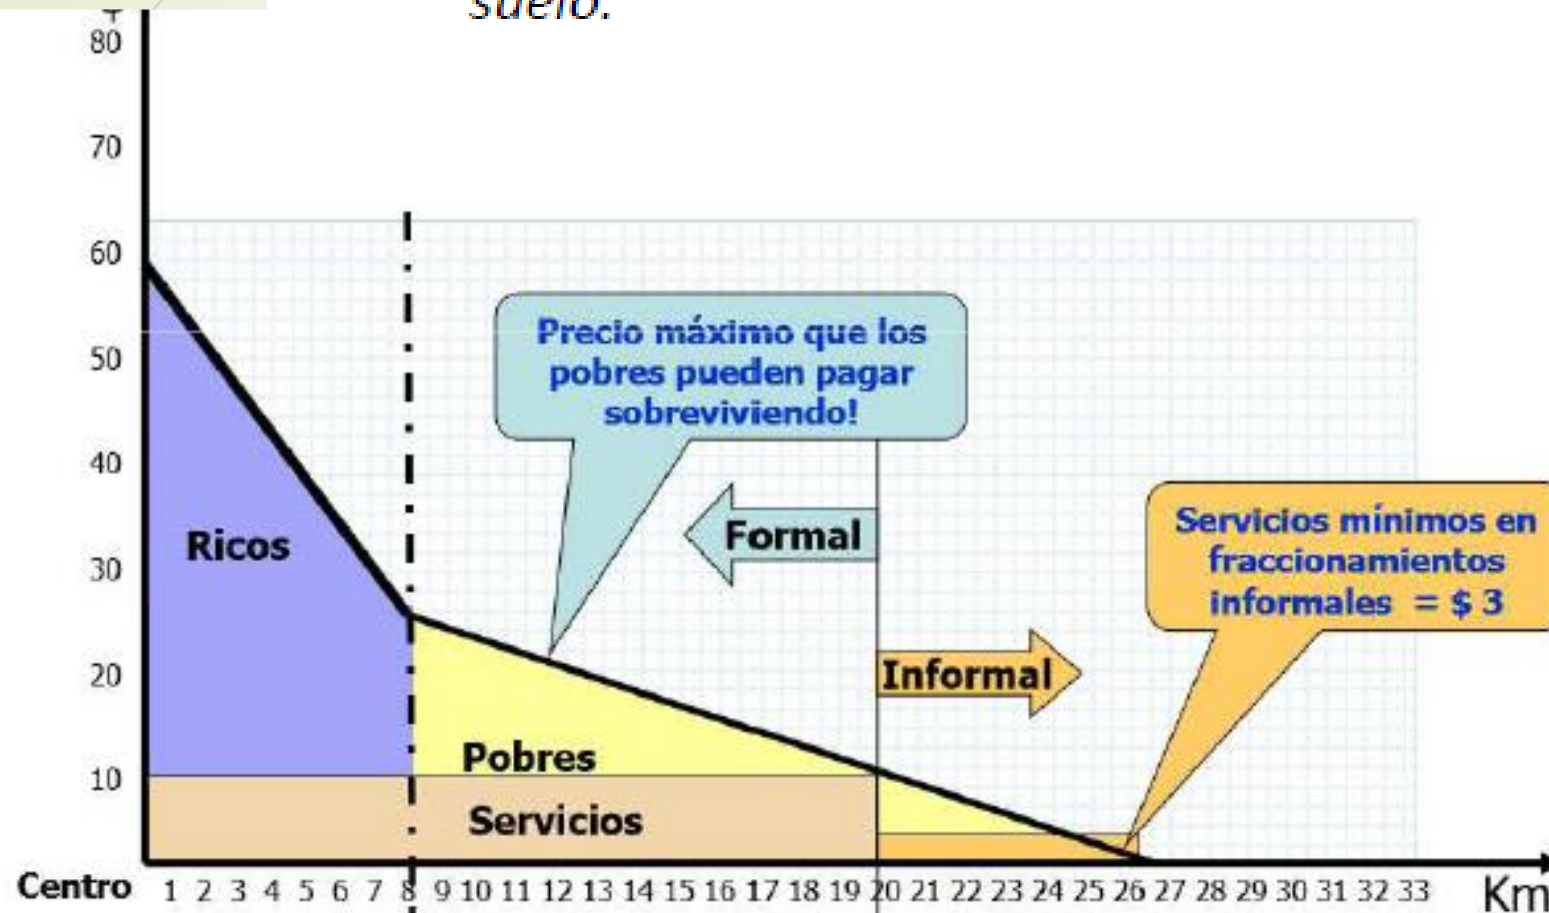 suelo.
$
80
70
60
50
40
30
20
10
Precio máximo que los
pobres pueden pagar
sobreviviendo!
Formal
Servicios mínimos en
fraccionamientos
informales = $ 3
Ricos
Informal
Pobres
Servicios
Centro 1 2 3 4 5 6 7 8 9 10 11 12 13 14 15 16 17 18 19 20 21 22 23 24 25 26 27 28 29 30 31 32 33 Km